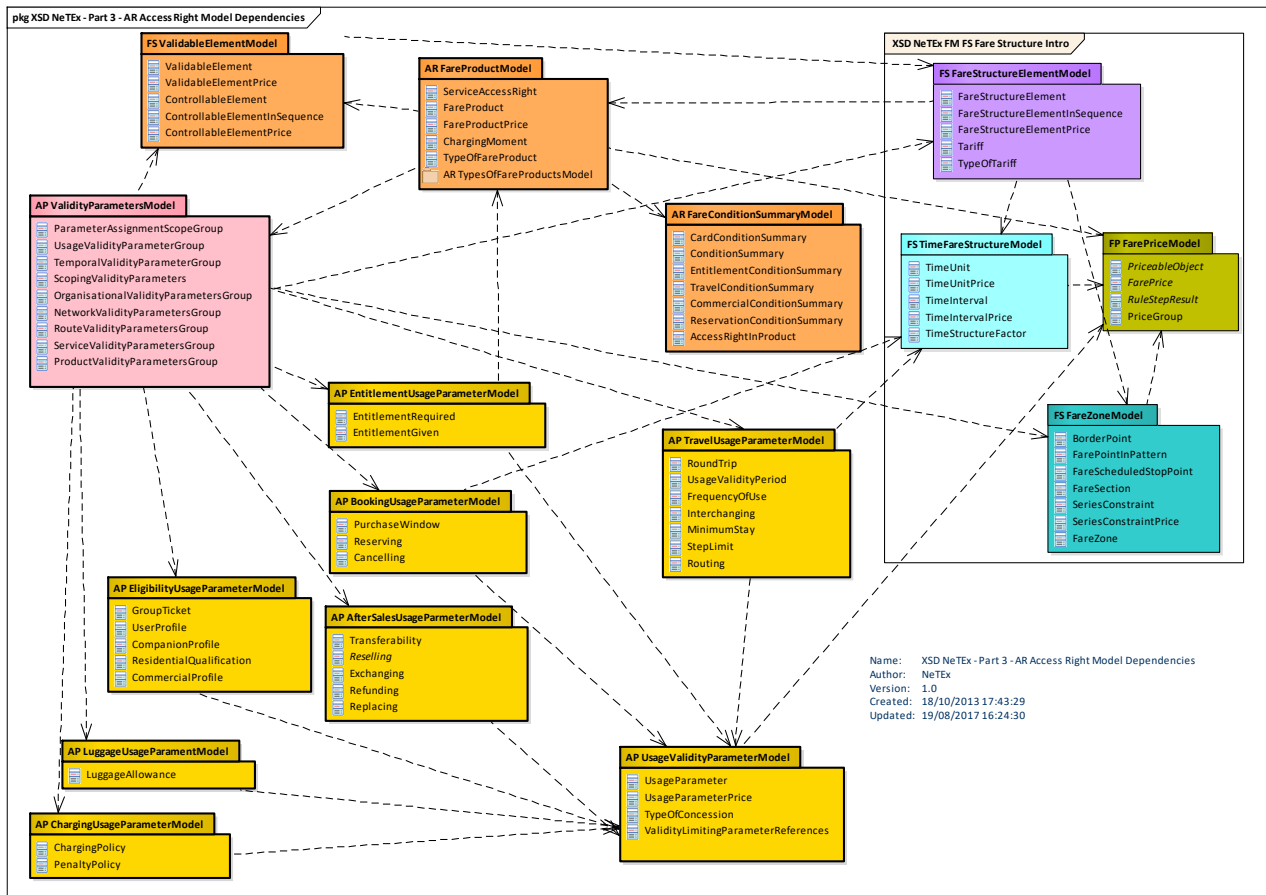 pkg XSD NeTEx - Part 3 - AR Access Right Model Dependencies
FS ValidableElementModel
ValidableElement
ValidableElementPrice
ControllableElement
ControllableElementInSequence
ControllableElementPrice
AR FareProductModel
ServiceAccessRight
FareProduct
FareProductPrice
ChargingMoment
TypeOfFareProduct
AR TypesOfFareProductsModel
XSD NeTEx FM FS Fare Structure Intro
FS FareStructureElementModel
FareStructureElement
FareStructureElementInSequence
FareStructureElementPrice
Tariff
TypeOfTariff
AP ValidityParametersModel
ParameterAssignmentScopeGroup
UsageValidityParameterGroup
TemporalValidityParameterGroup
ScopingValidityParameters
OrganisationalValidityParametersGroup
NetworkValidityParametersGroup
RouteValidityParametersGroup
ServiceValidityParametersGroup
ProductValidityParametersGroup
AR FareConditionSummaryModel
CardConditionSummary
ConditionSummary
EntitlementConditionSummary
TravelConditionSummary
CommercialConditionSummary
ReservationConditionSummary
AccessRightInProduct
FS TimeFareStructureModel
TimeUnit
TimeUnitPrice
TimeInterval
TimeIntervalPrice
TimeStructureFactor
FP FarePriceModel
PriceableObject
FarePrice
RuleStepResult
PriceGroup
AP EntitlementUsageParameterModel
EntitlementRequired
EntitlementGiven
FS FareZoneModel
BorderPoint
FarePointInPattern
FareScheduledStopPoint
FareSection
SeriesConstraint
SeriesConstraintPrice
FareZone
AP TravelUsageParameterModel
RoundTrip
UsageValidityPeriod
FrequencyOfUse
Interchanging
MinimumStay
StepLimit
Routing
AP BookingUsageParameterModel
PurchaseWindow
Reserving
Cancelling
AP EligibilityUsageParameterModel
GroupTicket
UserProfile
CompanionProfile
ResidentialQualification
CommercialProfile
AP AfterSalesUsageParmeterModel
Transferability
Reselling
Exchanging
Refunding
Replacing
Name: XSD NeTEx - Part 3 - AR Access Right Model Dependencies
Author: NeTEx
Version: 1.0
Created: 18/10/2013 17:43:29
Updated: 19/08/2017 16:24:30
AP LuggageUsageParamentModel
LuggageAllowance
AP UsageValidityParameterModel
UsageParameter
UsageParameterPrice
TypeOfConcession
ValidityLimitingParameterReferences
AP ChargingUsageParameterModel
ChargingPolicy
PenaltyPolicy